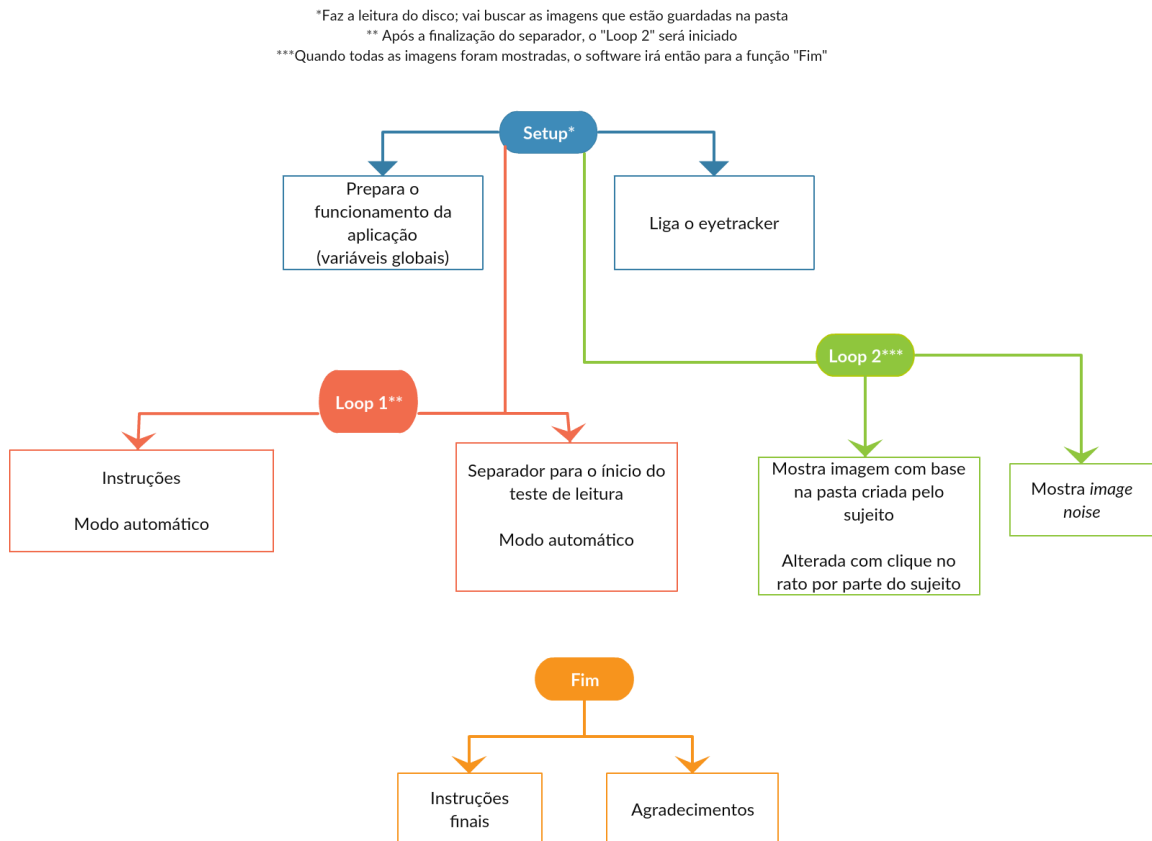 *Faz a leitura do disco; vai buscar as imagens que estão guardadas na pasta
** Após a finalização do separador, o "Loop 2" será iniciado
***Quando todas as imagens foram mostradas, o software irá então para a função "Fim"
Setup*
Prepara o
funcionamento da
aplicação
(variáveis globais)
Liga o eyetracker
Loop 2***
Loop 1**
Instruções
Modo automático
Separador para o ínicio do
teste de leitura
Modo automático
Mostra imagem com base
na pasta criada pelo
sujeito
Alterada com clique no
rato por parte do sujeito
Mostra image
noise
Fim
Instruções
finais
Agradecimentos